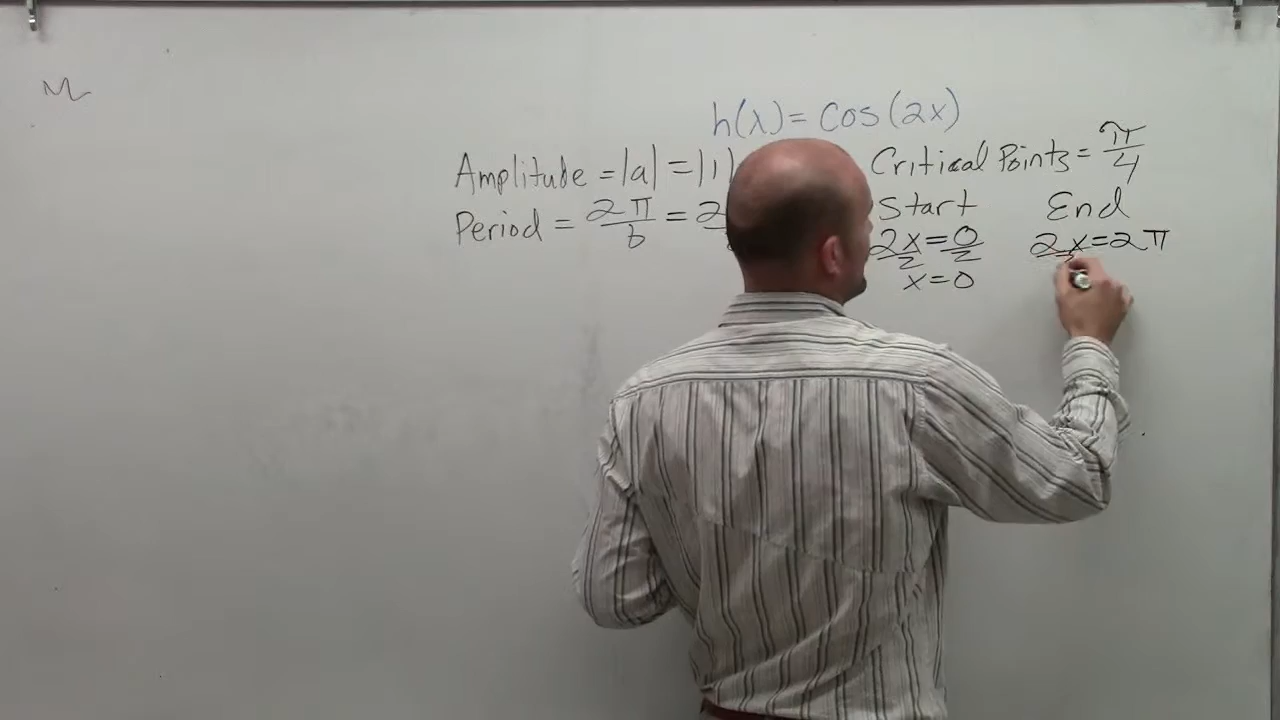 h(x) = cos(2x)
Amplitude = |a| = |1|
Period = 2π/b = 2
Critical Points = π/4
Start
2x/2 = 0/2
x = 0
End
2x = 2π